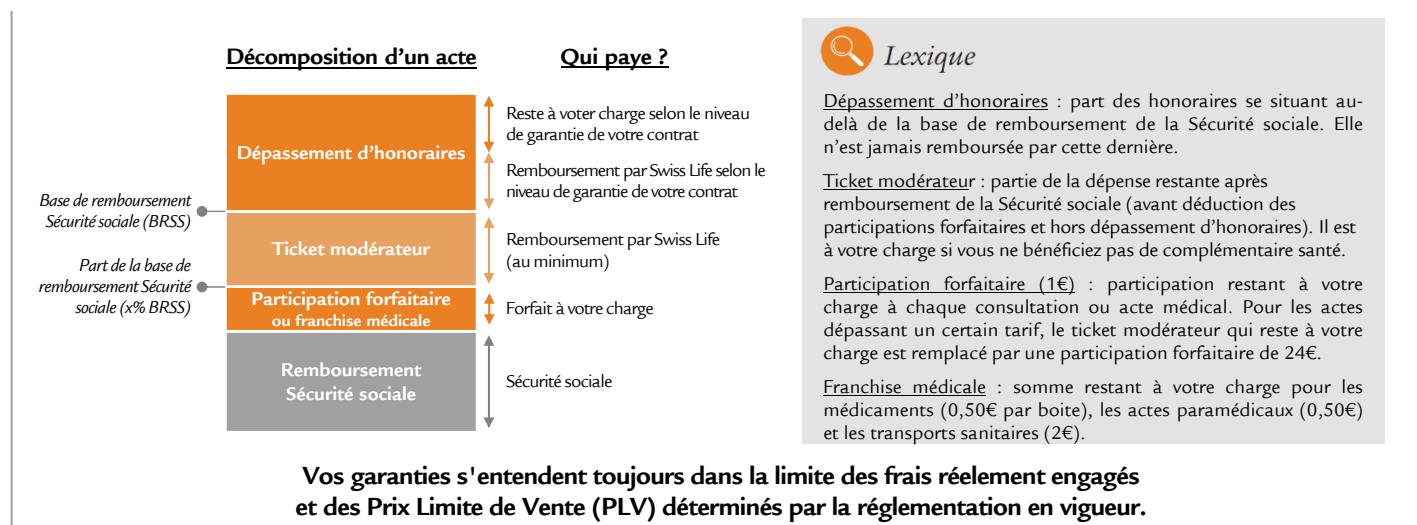 Décomposition d'un acte
Qui paye ?
Dépassement d'honoraires
Reste à voter charge selon le niveau
de garantie de votre contrat
Remboursement par Swiss Life selon le
niveau de garantie de votre contrat
Base de remboursement
Sécurité sociale (BRSS)
Ticket modérateur
Remboursement par Swiss Life
(au minimum)
Part de la base de
remboursement Sécurité
sociale (x% BRSS)
Participation forfaitaire
ou franchise médicale
Forfait à votre charge
Remboursement
Sécurité sociale
Sécurité sociale
Lexique
Dépassement d'honoraires : part des honoraires se situant au-
delà de la base de remboursement de la Sécurité sociale. Elle
n'est jamais remboursée par cette dernière.
Ticket modérateur : partie de la dépense restante après
remboursement de la Sécurité sociale (avant déduction des
participations forfaitaires et hors dépassement d'honoraires). Il est
à votre charge si vous ne bénéficiez pas de complémentaire santé.
Participation forfaitaire (1€) : participation restant à votre
charge à chaque consultation ou acte médical. Pour les actes
dépassant un certain tarif, le ticket modérateur qui reste à votre
charge est remplacé par une participation forfaitaire de 24€.
Franchise médicale : somme restant à votre charge pour les
médicaments (0,50€ par boite), les actes paramédicaux (0,50€)
et les transports sanitaires (2€).
Vos garanties s'entendent toujours dans la limite des frais réelement engagés
et des Prix Limite de Vente (PLV) déterminés par la réglementation en vigueur.